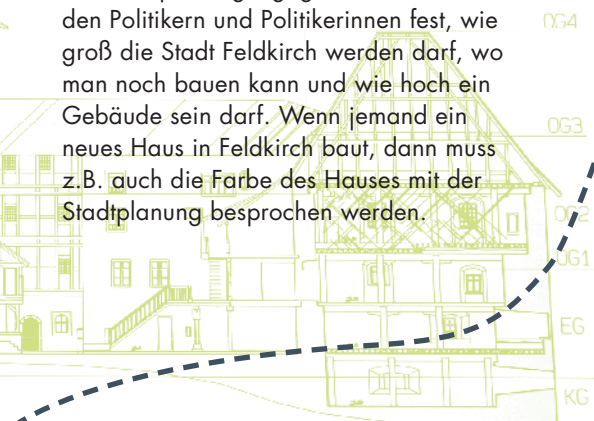 den Politikern und Politikerinnen fest, wie
OG4
groß die Stadt Feldkirch werden darf, wo
man noch bauen kann und wie hoch ein
Gebäude sein darf. Wenn jemand ein
OG3
neues Haus in Feldkirch baut, dann muss
z.B. auch die Farbe des Hauses mit der
Stadtplanung besprochen werden.
OG2
OG1
EG
KG